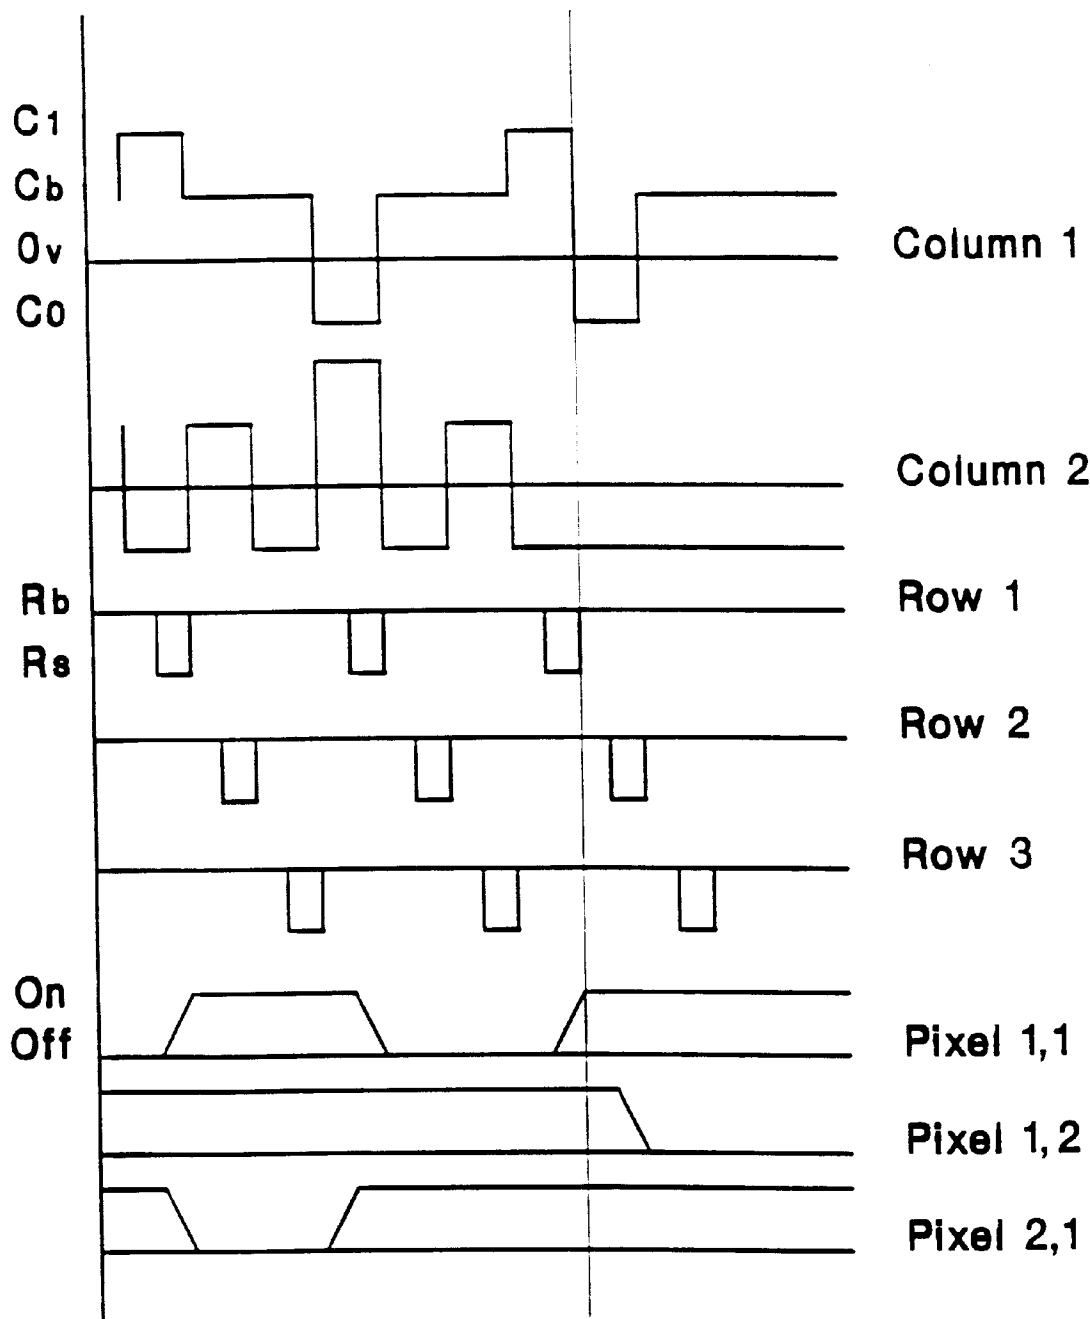 C1
Cb
0v
C0
Column 1
Column 2
Rb
Rs
Row 1
Row 2
Row 3
On
Off
Pixel 1,1
Pixel 1,2
Pixel 2,1